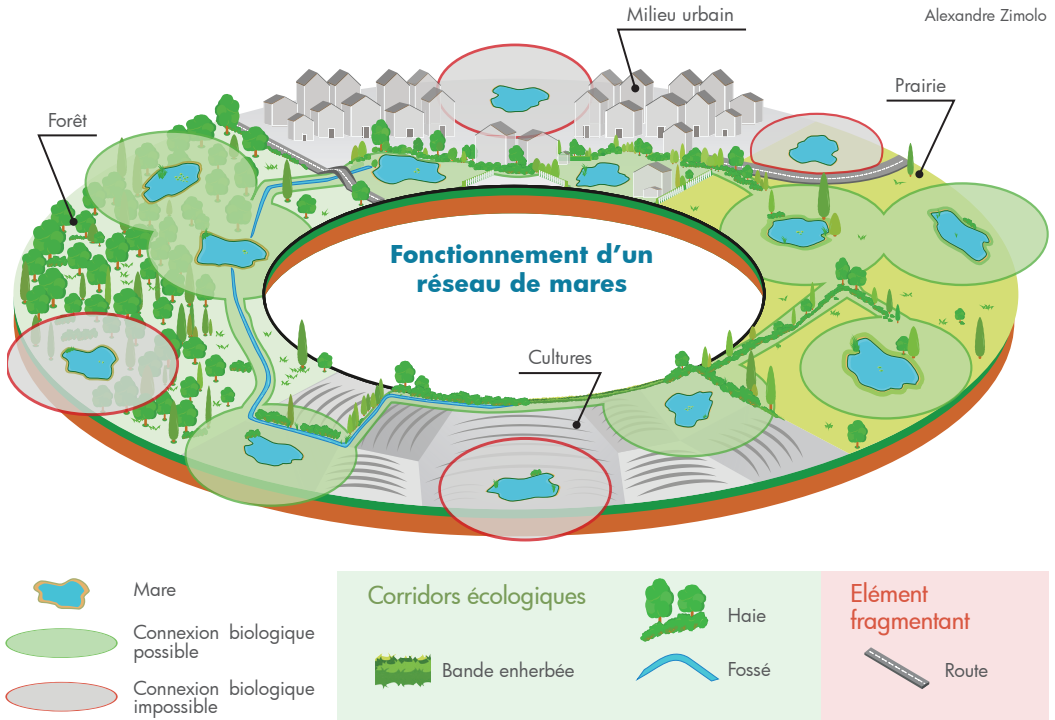 Milieu urbain
Alexandre Zimolo
Prairie
Forêt
Fonctionnement d’un
réseau de mares
Cultures
Mare
Connexion biologique
possible
Connexion biologique
impossible
Corridors écologiques
Haie
Bande enherbée
Fossé
Elément
fragmentant
Route